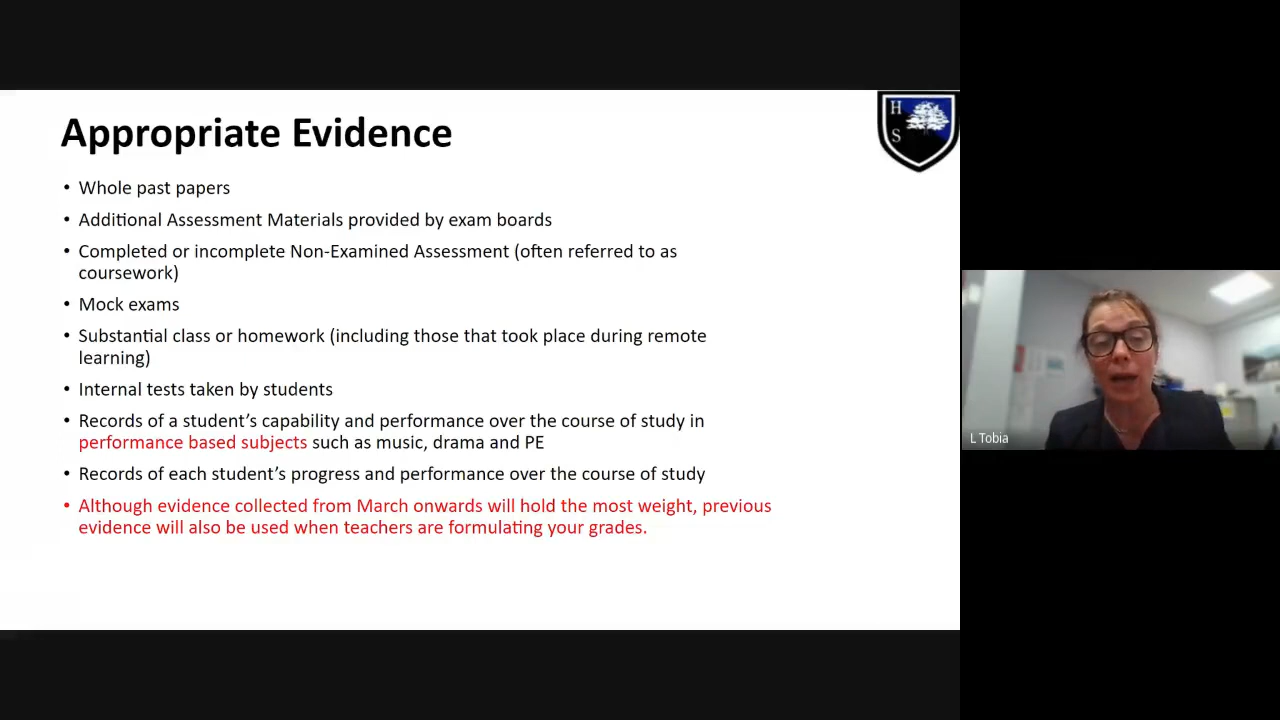 Appropriate Evidence
H
S
• Whole past papers
• Additional Assessment Materials provided by exam boards
• Completed or incomplete Non-Examined Assessment (often referred to as
coursework)
• Mock exams
• Substantial class or homework (including those that took place during remote
learning)
• Internal tests taken by students
• Records of a student’s capability and performance over the course of study in
performance based subjects such as music, drama and PE
• Records of each student’s progress and performance over the course of study
• Although evidence collected from March onwards will hold the most weight, previous
evidence will also be used when teachers are formulating your grades.
L Tobia